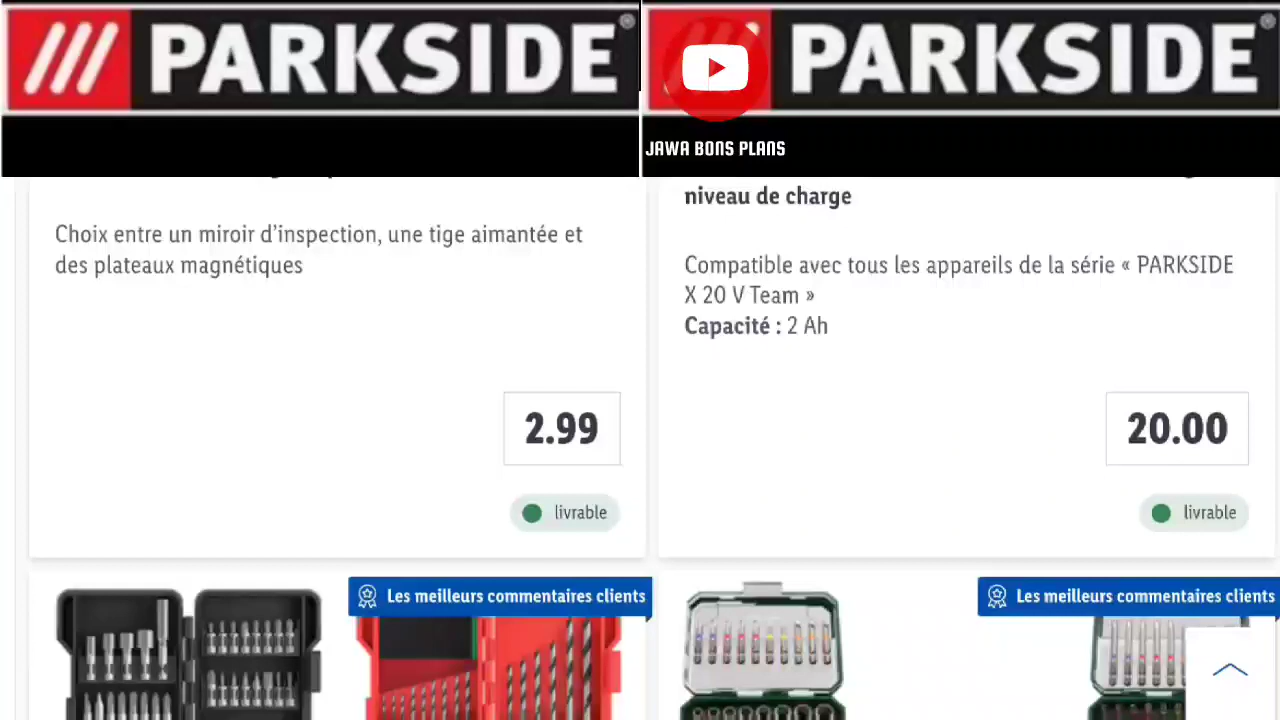 PARKSIDE®
PARKSIDE®
JAWA BONS PLANS
Choix entre un miroir d'inspection, une tige aimantée et
des plateaux magnétiques
2.99
livrable
niveau de charge
Compatible avec tous les appareils de la série « PARKSIDE
X 20 V Team »
Capacité : 2 Ah
20.00
livrable
Les meilleurs commentaires clients
Les meilleurs commentaires clients